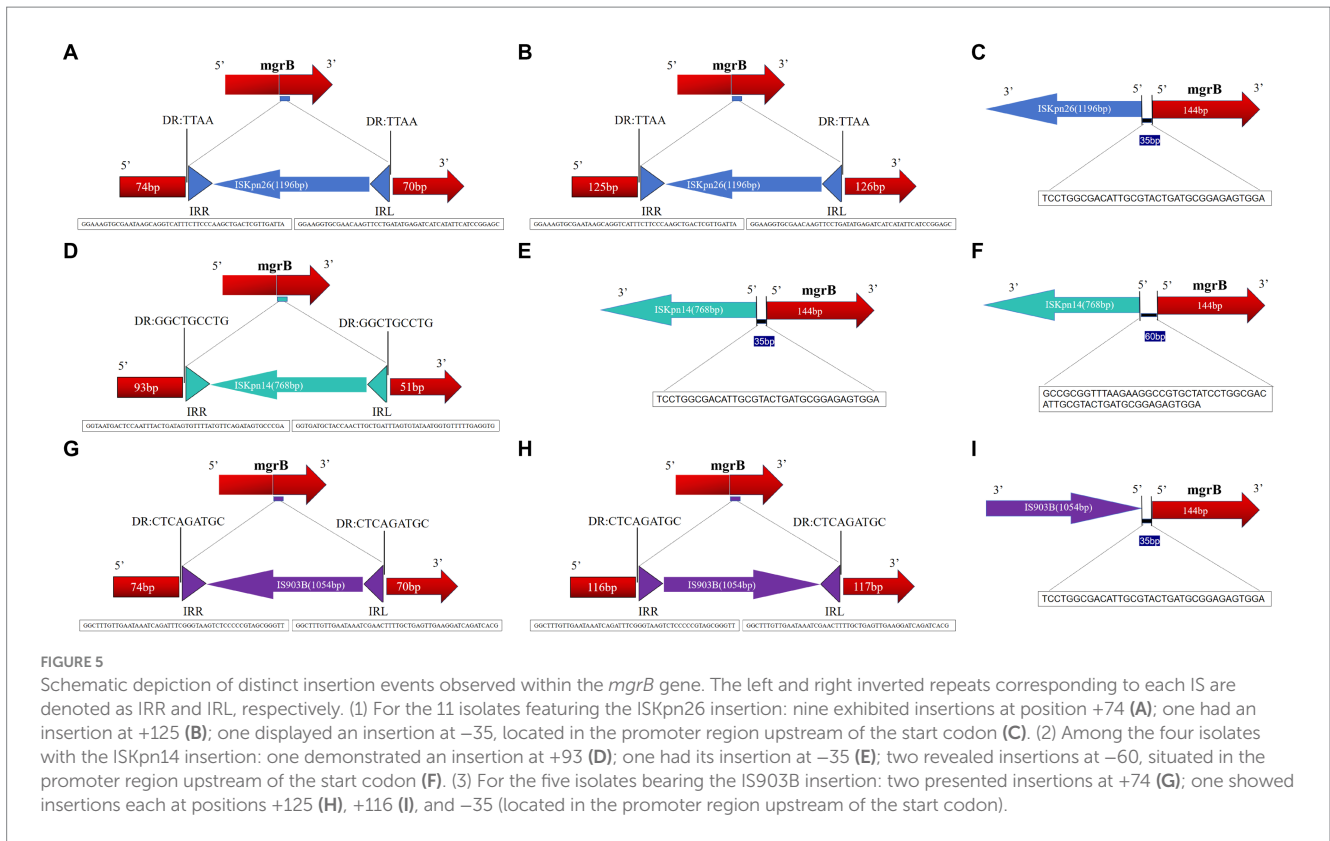 A
5’
mgrB
3’
DR:TTAA
DR:TTAA
5’
3’
74bp
ISKpn26(1196bp)
70bp
IRR
IRL
GGAAAGTGCGAATAAGCAGGTCATTTCTTCCCAAGCTGACTCGTTGATTA
GGAAGGTGCGAACAAGTTCCTGATATGAGATCATCATATTCATCCGGAGC
B
5’
mgrB
3’
DR:TTAA
DR:TTAA
5’
3’
125bp
ISKpn26(1196bp)
126bp
IRR
IRL
GGAAAGTGCGAATAAGCAGGTCATTTCTTCCCAAGCTGACTCGTTGATTA
GGAAGGTGCGAACAAGTTCCTGATATGAGATCATCATATTCATCCGGAGC
C
3’
5’
5’
mgrB
3’
ISKpn26(1196bp)
144bp
35bp
TCCTGGCGACATTGCGTACTGATGCGGAGAGTGGA
D
5’
mgrB
3’
DR:GGCTGCCTG
DR:GGCTGCCTG
5’
3’
93bp
ISKpn14(768bp)
51bp
IRR
IRL
GGTAATGACTCCAATTTACTGATAGTGTTTTATGTTCAGATAGTGCCCGA
GGTGATGCTACCAACTTGCTGATTTAGTGTATAATGGTGTTTTTGAGGTG
E
3’
5’
5’
mgrB
3’
ISKpn14(768bp)
144bp
35bp
TCCTGGCGACATTGCGTACTGATGCGGAGAGTGGA
F
3’
5’
5’
mgrB
3’
ISKpn14(768bp)
144bp
60bp
GCCGCGGTTTAAGAAGGCCGTGCTATCCTGGCGAC
ATTGCGTACTGATGCGGAGAGTGGA
G
5’
mgrB
3’
DR:CTCAGATGC
DR:CTCAGATGC
5’
3’
74bp
IS903B(1054bp)
70bp
IRR
IRL
GGCTTTGTTGAATAAATCAGATTTCGGGTAAGTCTCCCCCGTAGCGGGTT
GGCTTTGTTGAATAAATCGAACTTTTGCTGAGTTGAAGGATCAGATCACG
H
5’
mgrB
3’
DR:CTCAGATGC
DR:CTCAGATGC
5’
3’
116bp
IS903B(1054bp)
117bp
IRR
IRL
GGCTTTGTTGAATAAATCAGATTTCGGGTAAGTCTCCCCCGTAGCGGGTT
GGCTTTGTTGAATAAATCGAACTTTTGCTGAGTTGAAGGATCAGATCACG
I
3’
5’
5’
mgrB
3’
IS903B(1054bp)
144bp
35bp
TCCTGGCGACATTGCGTACTGATGCGGAGAGTGGA
FIGURE 5
Schematic depiction of distinct insertion events observed within the mgrB gene. The left and right inverted repeats corresponding to each IS are
denoted as IRR and IRL, respectively. (1) For the 11 isolates featuring the ISKpn26 insertion: nine exhibited insertions at position +74 (A); one had an
insertion at +125 (B); one displayed an insertion at −35, located in the promoter region upstream of the start codon (C). (2) Among the four isolates
with the ISKpn14 insertion: one demonstrated an insertion at +93 (D); one had its insertion at −35 (E); two revealed insertions at −60, situated in the
promoter region upstream of the start codon (F). (3) For the five isolates bearing the IS903B insertion: two presented insertions at +74 (G); one showed
insertions each at positions +125 (H), +116 (I), and −35 (located in the promoter region upstream of the start codon).